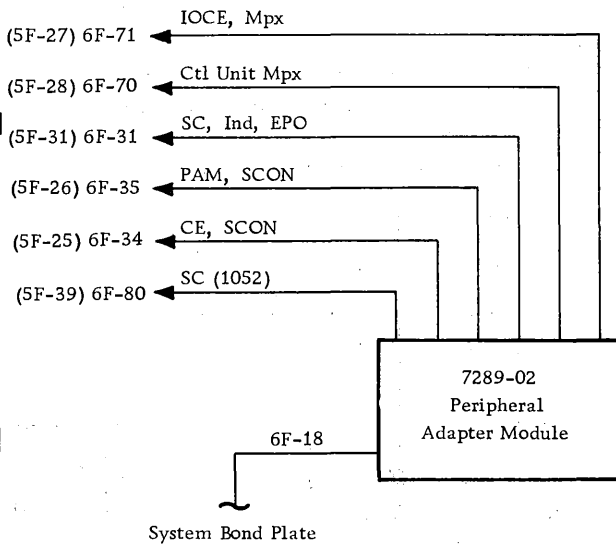 IOCE, Mpx
(5F-27) 6F-71
Ctl Unit Mpx
(5F-28) 6F-70
SC, Ind, EPO
(5F-31) 6F-31
PAM, SCON
(5F-26) 6F-35
CE, SCON
(5F-25) 6F-34
SC (1052)
(5F-39) 6F-80
7289-02
Peripheral
Adapter Module
6F-18
System Bond Plate